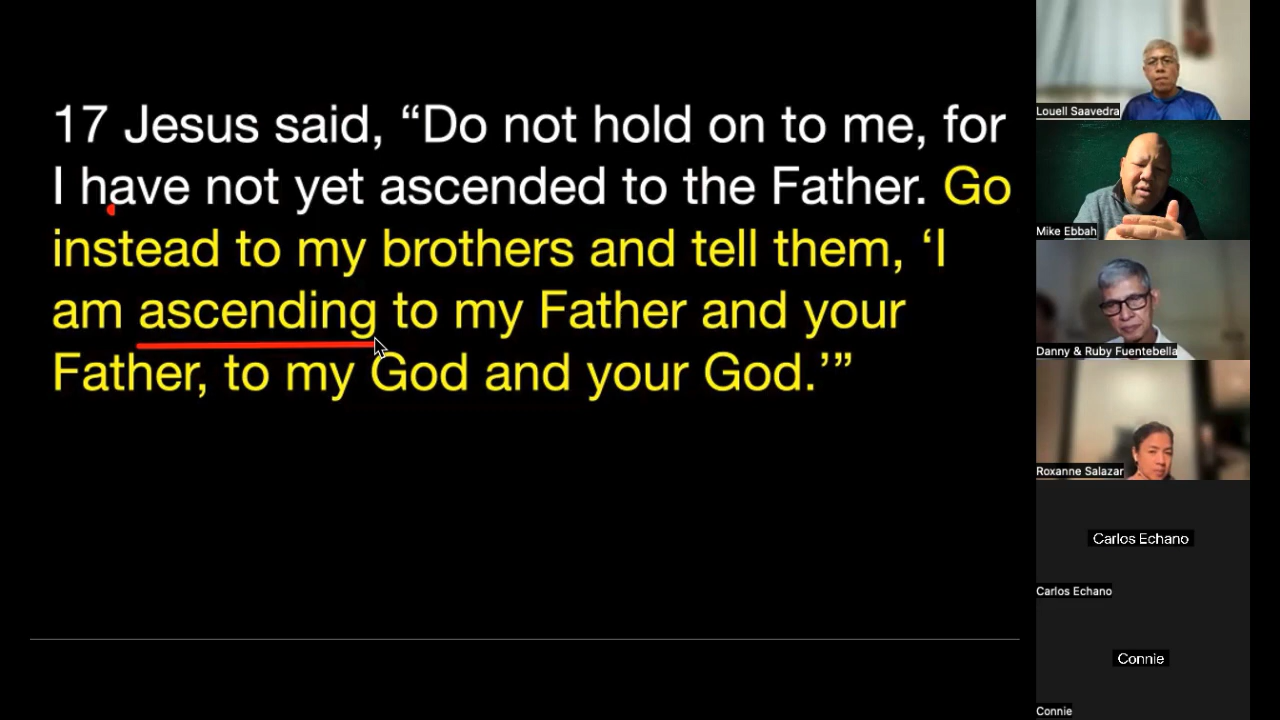 17 Jesus said, “Do not hold on to me, for
I have not yet ascended to the Father. Go
instead to my brothers and tell them, ‘I
am ascending to my Father and your
Father, to my God and your God.’”
Louell Saavedra
Mike Ebbah
Danny & Ruby Fuentebella
Roxanne Salazar
Carlos Echano
Carlos Echano
Connie
Connie